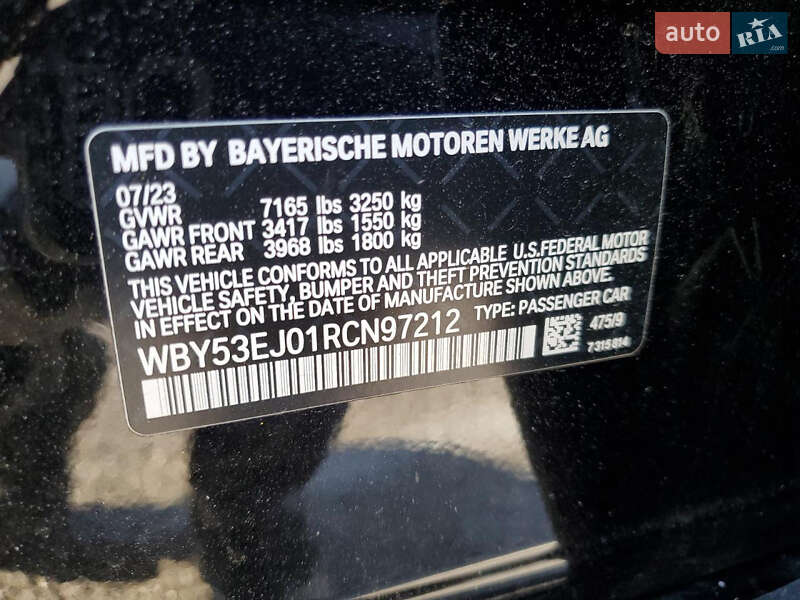 auto RIA.com
MFD BY BAYERISCHE MOTOREN WERKE AG
07/23
GVWR 7165 lbs 3250 kg
GAWR FRONT 3417 lbs 1550 kg
GAWR REAR 3968 lbs 1800 kg
THIS VEHICLE CONFORMS TO ALL APPLICABLE U.S.FEDERAL MOTOR
VEHICLE SAFETY, BUMPER AND THEFT PREVENTION STANDARDS
IN EFFECT ON THE DATE OF MANUFACTURE SHOWN ABOVE.
WBY53EJ01RCN97212 TYPE: PASSENGER CAR
475/9
7315814